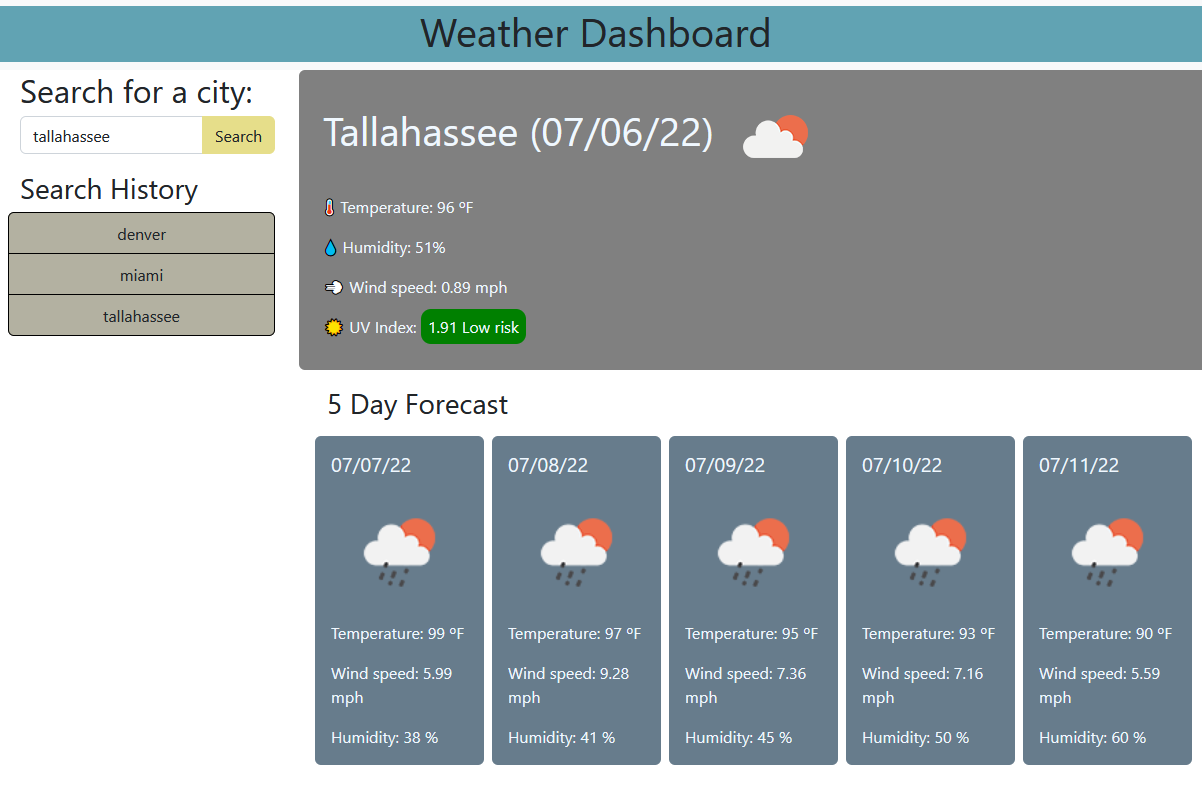 Weather Dashboard
Search for a city:
tallahassee
Search
Search History
denver
miami
tallahassee
Tallahassee (07/06/22)
Temperature: 96 ºF
Humidity: 51%
Wind speed: 0.89 mph
UV Index: 1.91 Low risk
5 Day Forecast
07/07/22
Temperature: 99 ºF
Wind speed: 5.99
mph
Humidity: 38 %
07/08/22
Temperature: 97 ºF
Wind speed: 9.28
mph
Humidity: 41 %
07/09/22
Temperature: 95 ºF
Wind speed: 7.36
mph
Humidity: 45 %
07/10/22
Temperature: 93 ºF
Wind speed: 7.16
mph
Humidity: 50 %
07/11/22
Temperature: 90 ºF
Wind speed: 5.59
mph
Humidity: 60 %